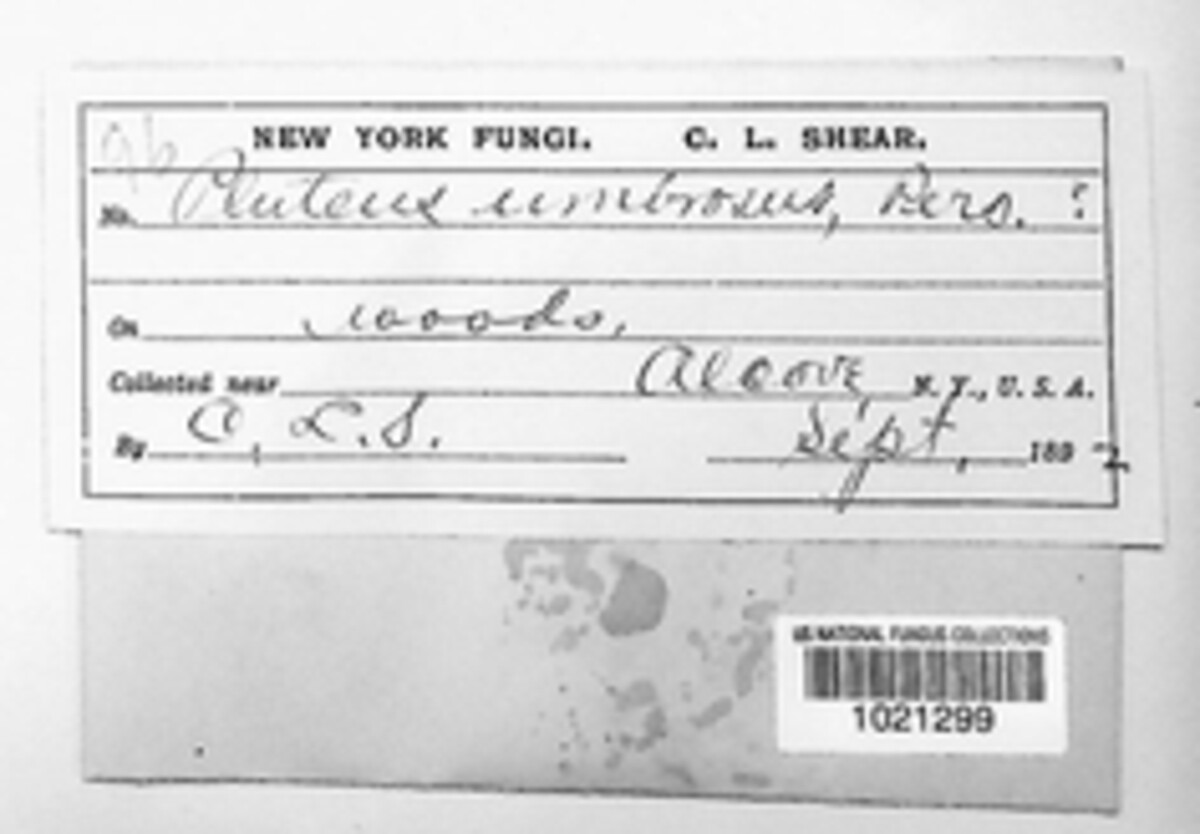 NEW YORK FUNGI. C. L. SHEAR.
No. Pluteus umbrosus, Pers. ?
On woods,
Collected near Alcove, N. Y., U. S. A.
By C. L. S. Sept, 189
US NATIONAL FUNGUS COLLECTIONS
1021299